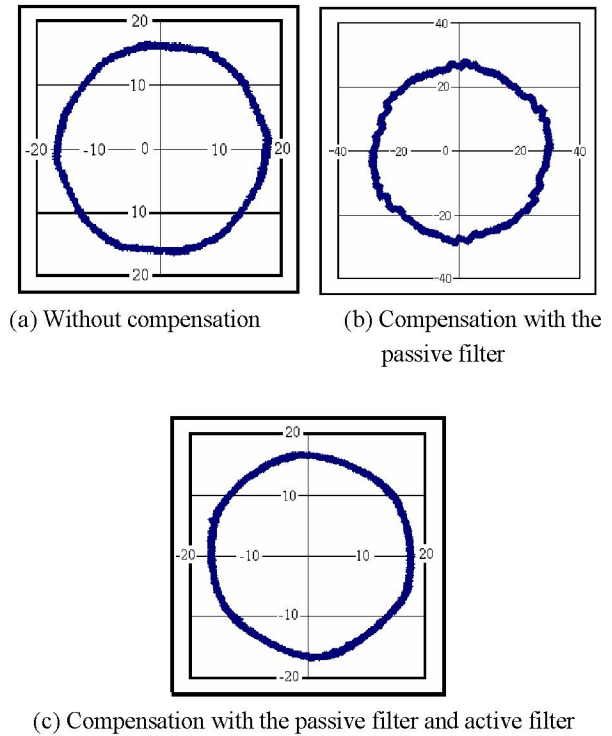 20
10
-20 -10 0 10 20
10
20
40
20
-40 -20 0 20 40
-20
-40
(a) Without compensation
(b) Compensation with the
passive filter
20
10
-20 -10 10 20
-10
-20
(c) Compensation with the passive filter and active filter